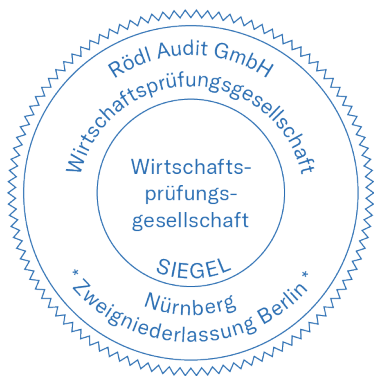 Rödl Audit GmbH
Wirtschaftsprüfungsgesellschaft
Wirtschafts-
prüfungs-
gesellschaft
SIEGEL
Nürnberg
* Zweigniederlassung Berlin *